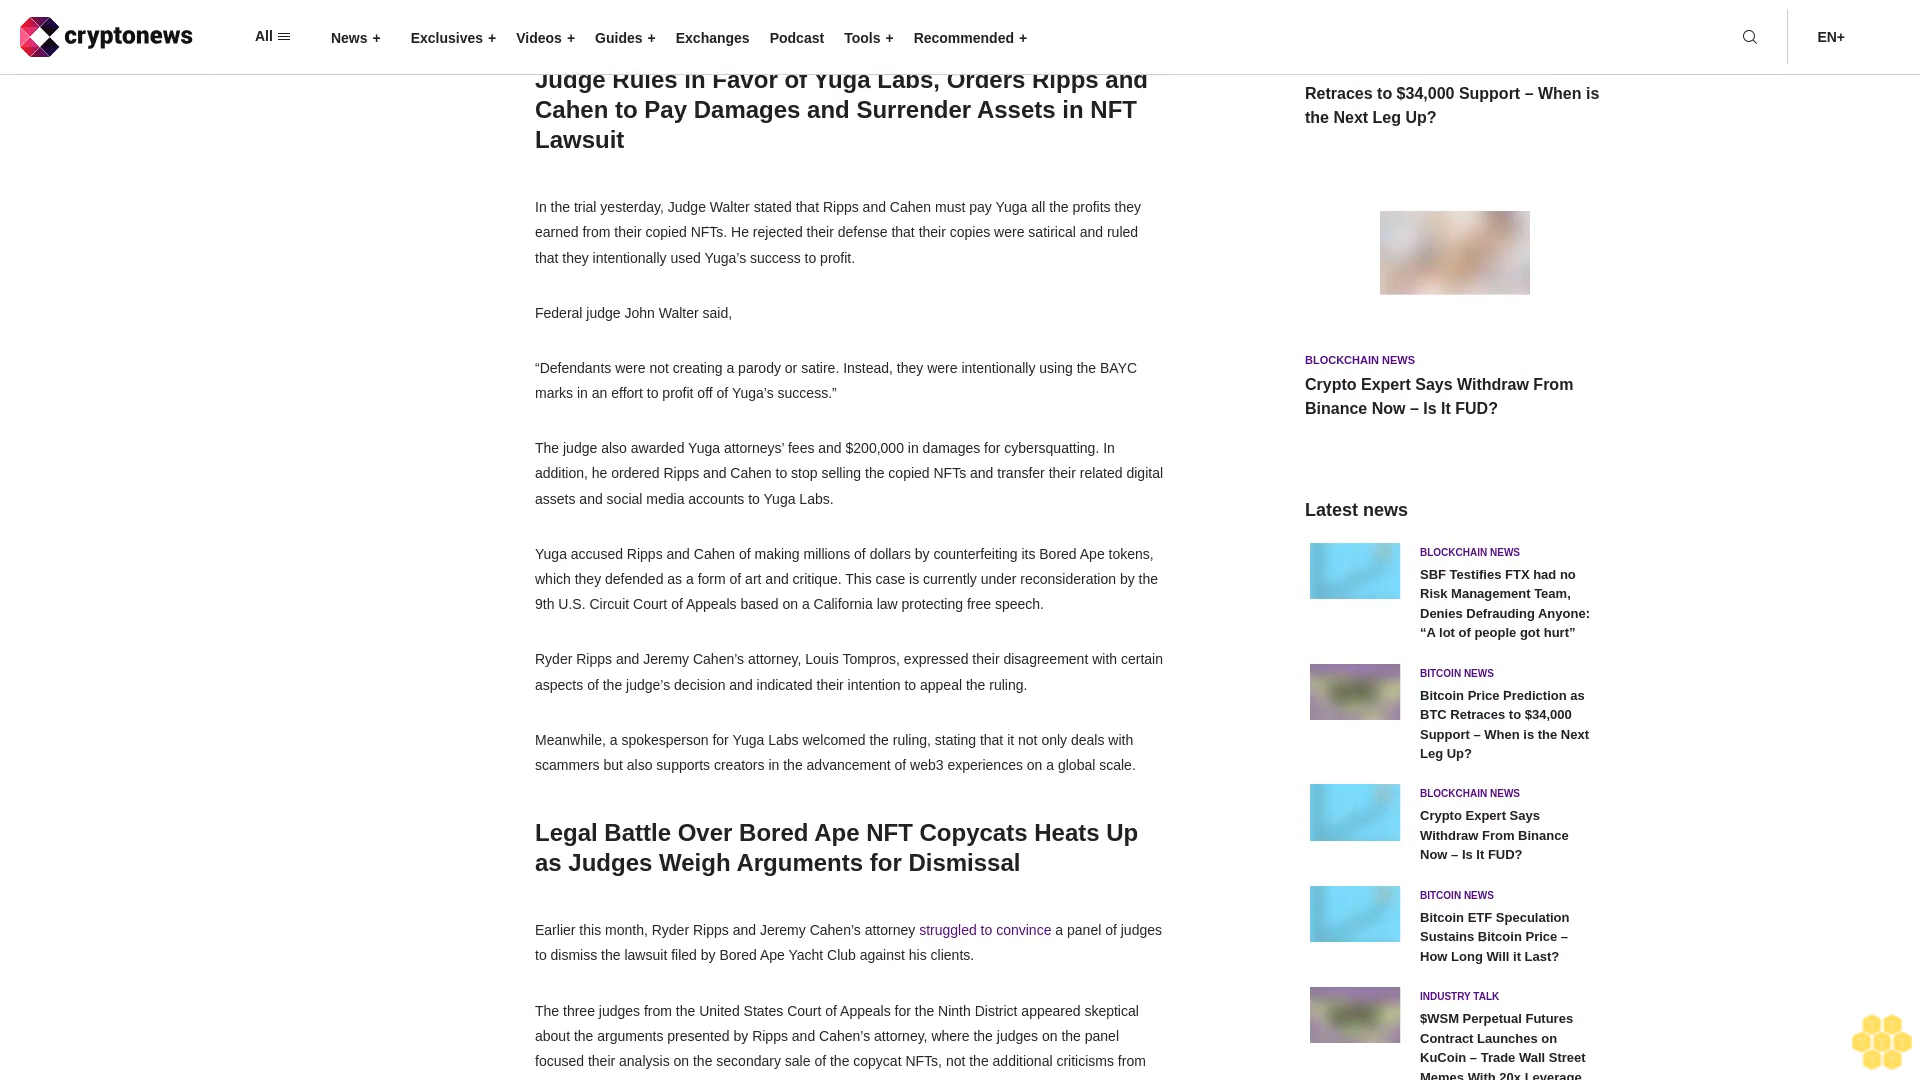 cryptonews
All
News +
Exclusives +
Videos +
Guides +
Exchanges
Podcast
Tools +
Recommended +
EN+
Judge Rules in Favor of Yuga Labs, Orders Ripps and
Cahen to Pay Damages and Surrender Assets in NFT
Lawsuit
In the trial yesterday, Judge Walter stated that Ripps and Cahen must pay Yuga all the profits they
earned from their copied NFTs. He rejected their defense that their copies were satirical and ruled
that they intentionally used Yuga’s success to profit.
Federal judge John Walter said,
“Defendants were not creating a parody or satire. Instead, they were intentionally using the BAYC
marks in an effort to profit off of Yuga’s success.”
The judge also awarded Yuga attorneys’ fees and $200,000 in damages for cybersquatting. In
addition, he ordered Ripps and Cahen to stop selling the copied NFTs and transfer their related digital
assets and social media accounts to Yuga Labs.
Yuga accused Ripps and Cahen of making millions of dollars by counterfeiting its Bored Ape tokens,
which they defended as a form of art and critique. This case is currently under reconsideration by the
9th U.S. Circuit Court of Appeals based on a California law protecting free speech.
Ryder Ripps and Jeremy Cahen’s attorney, Louis Tompros, expressed their disagreement with certain
aspects of the judge’s decision and indicated their intention to appeal the ruling.
Meanwhile, a spokesperson for Yuga Labs welcomed the ruling, stating that it not only deals with
scammers but also supports creators in the advancement of web3 experiences on a global scale.
Legal Battle Over Bored Ape NFT Copycats Heats Up
as Judges Weigh Arguments for Dismissal
Earlier this month, Ryder Ripps and Jeremy Cahen’s attorney struggled to convince a panel of judges
to dismiss the lawsuit filed by Bored Ape Yacht Club against his clients.
The three judges from the United States Court of Appeals for the Ninth District appeared skeptical
about the arguments presented by Ripps and Cahen’s attorney, where the judges on the panel
focused their analysis on the secondary sale of the copycat NFTs, not the additional criticisms from
Retraces to $34,000 Support – When is
the Next Leg Up?
BLOCKCHAIN NEWS
Crypto Expert Says Withdraw From
Binance Now – Is It FUD?
Latest news
BLOCKCHAIN NEWS
SBF Testifies FTX had no
Risk Management Team,
Denies Defrauding Anyone:
“A lot of people got hurt”
BITCOIN NEWS
Bitcoin Price Prediction as
BTC Retraces to $34,000
Support – When is the Next
Leg Up?
BLOCKCHAIN NEWS
Crypto Expert Says
Withdraw From Binance
Now – Is It FUD?
BITCOIN NEWS
Bitcoin ETF Speculation
Sustains Bitcoin Price –
How Long Will it Last?
INDUSTRY TALK
$WSM Perpetual Futures
Contract Launches on
KuCoin – Trade Wall Street
Memes With 20x Leverage